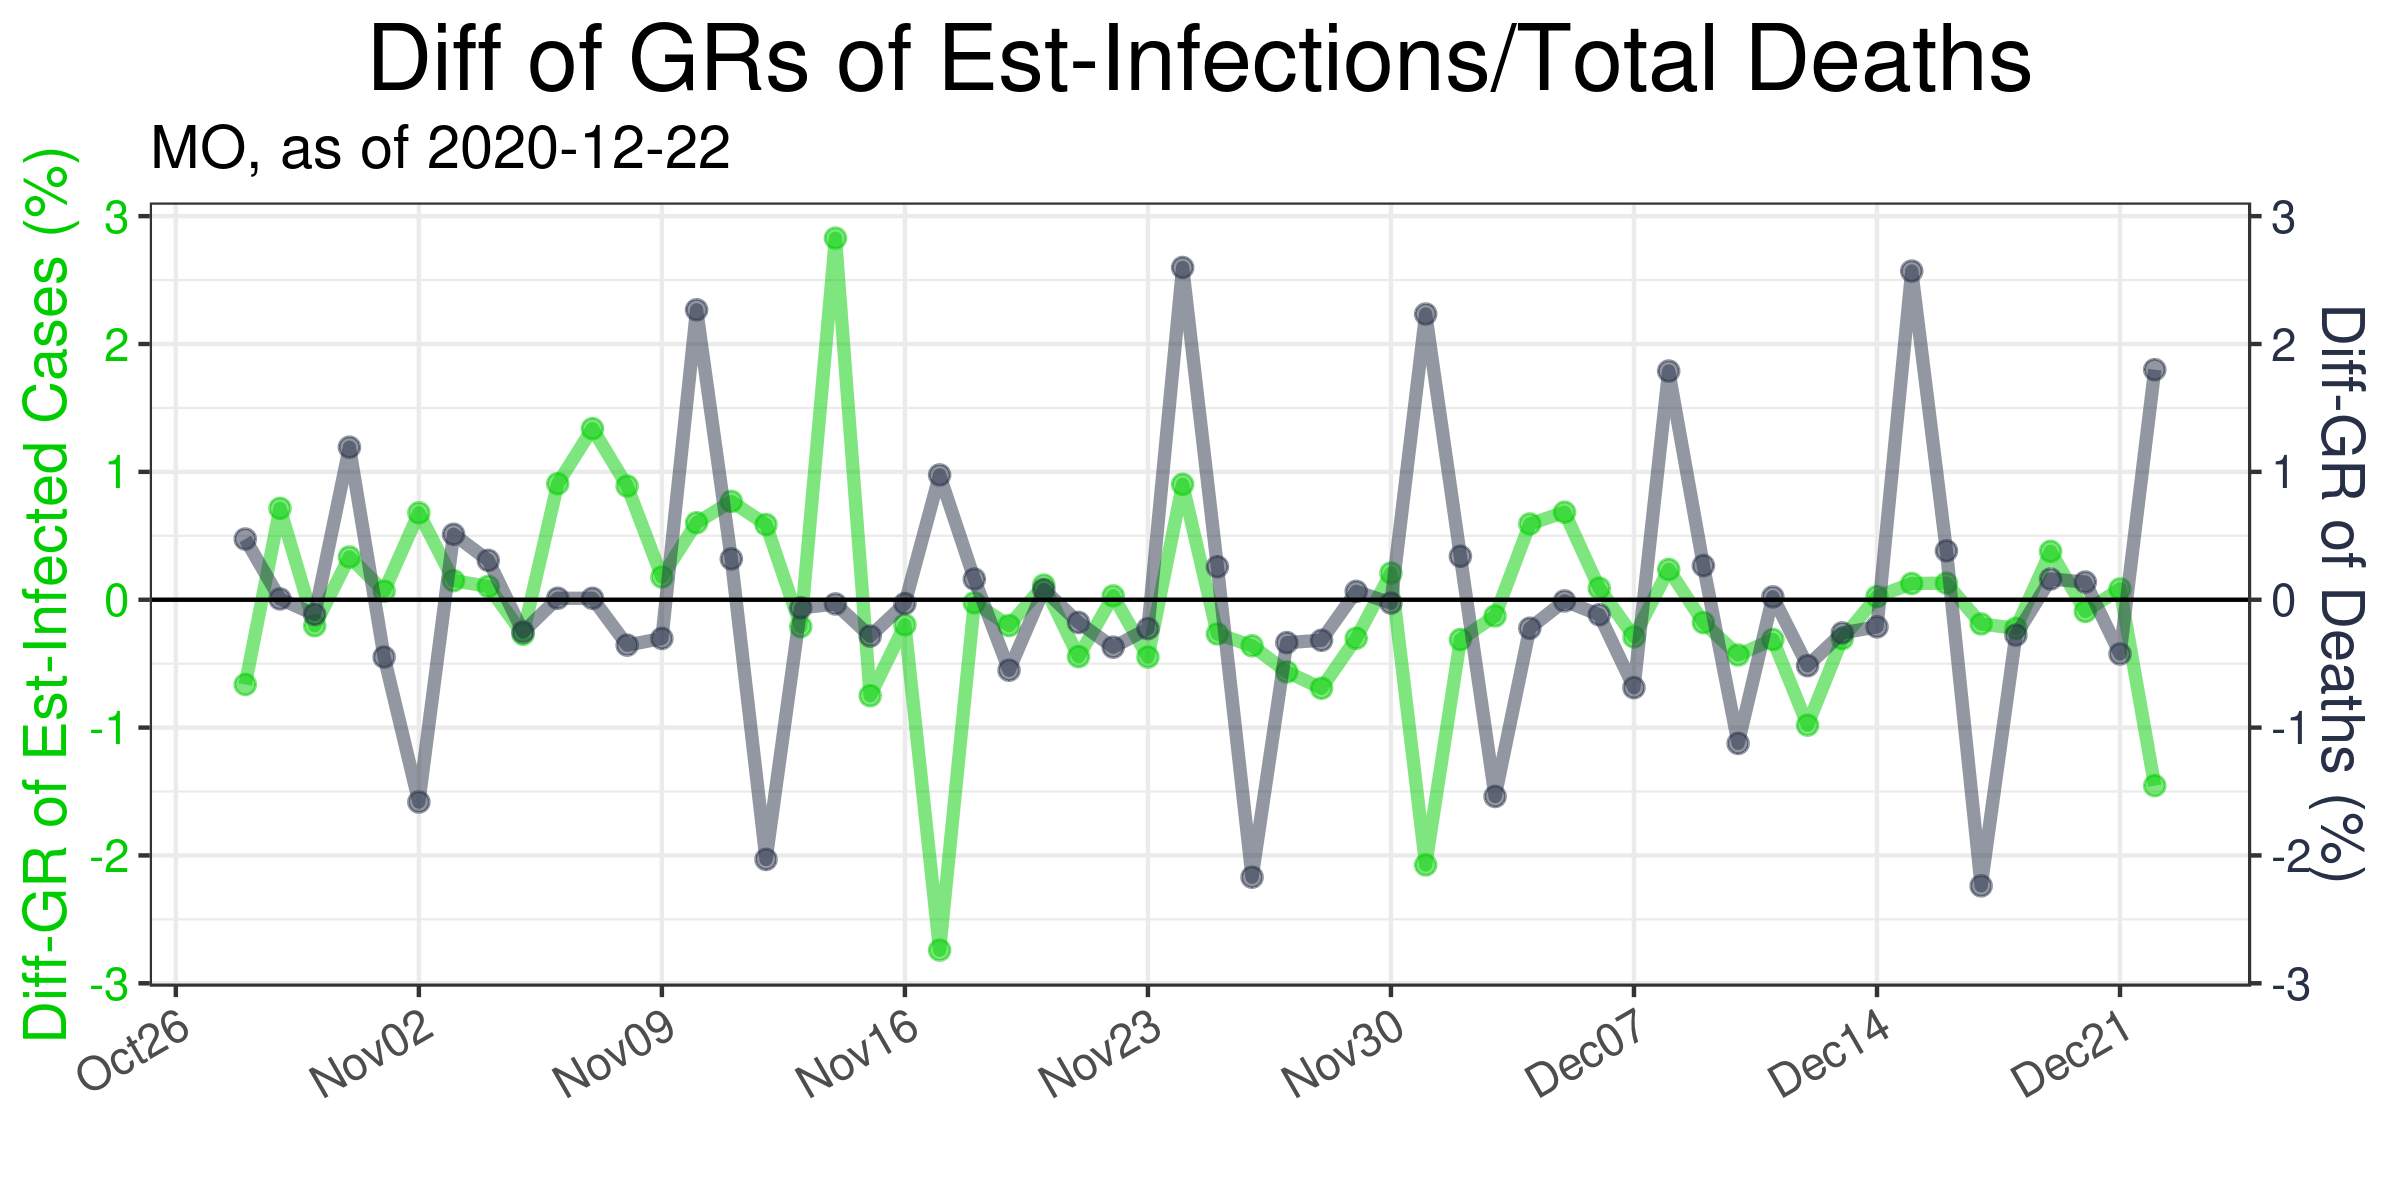 Diff of GRs of Est-Infections/Total Deaths
MO, as of 2020-12-22
Diff-GR of Est-Infected Cases (%)
3
2
1
0
-1
-2
-3
3
2
1
0
-1
-2
-3
Diff-GR of Deaths (%)
Oct26
Nov02
Nov09
Nov16
Nov23
Nov30
Dec07
Dec14
Dec21